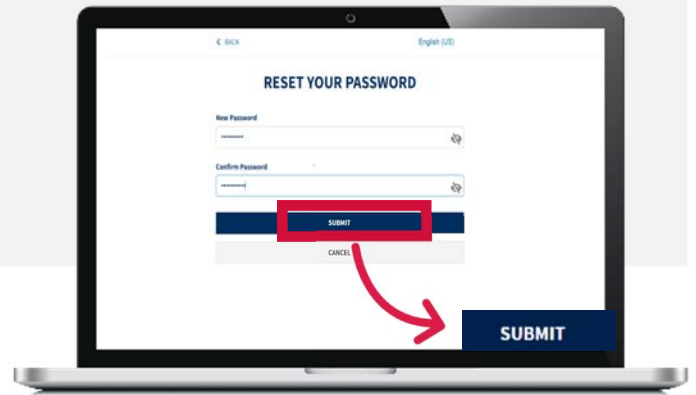 < BACK
English (US)
RESET YOUR PASSWORD
New Password
Confirm Password
SUBMIT
CANCEL
SUBMIT